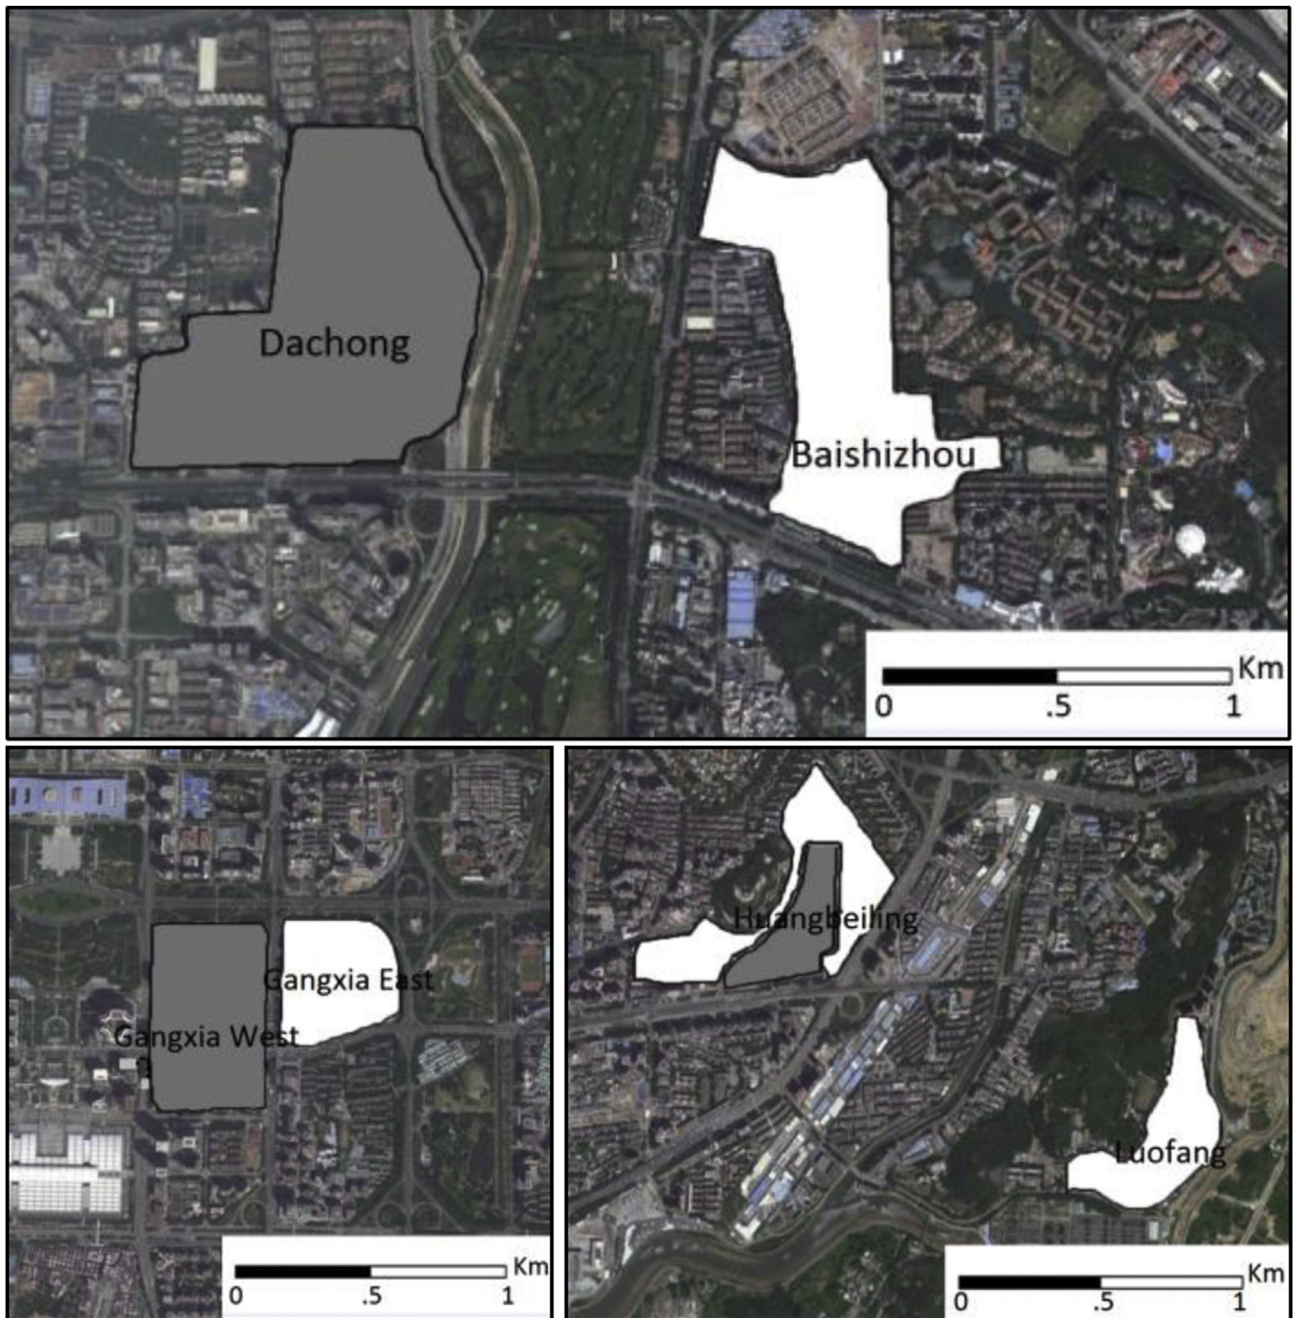 Dachong
Baishizhou
Km
0 .5 1
Gangxia East
Gangxia West
Km
0 .5 1
Huangbeiling
Luofang
Km
0 .5 1